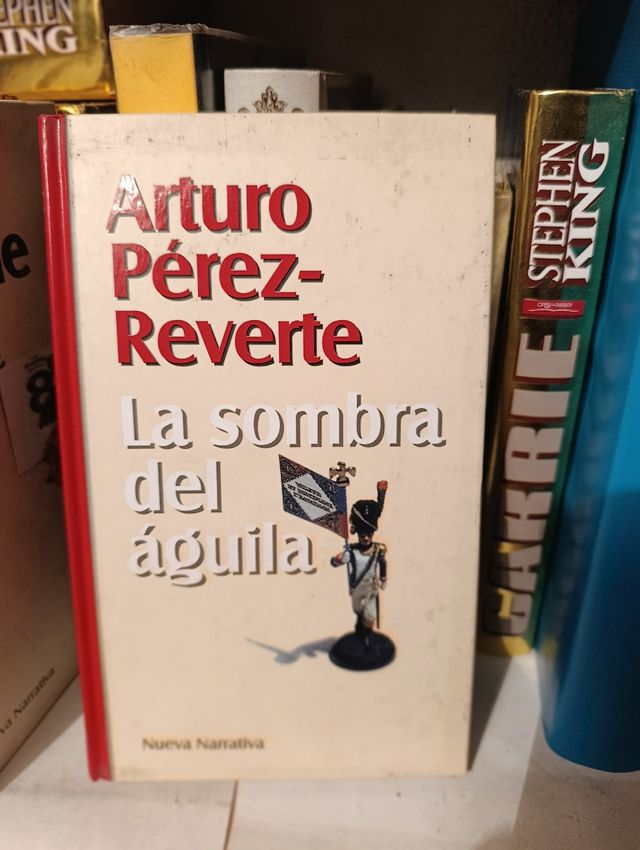 STEPHEN
KING
Arturo
Pérez-
Reverte
La sombra
del
águila
Nueva Narrativa
STEPHEN
KING
CARRIE